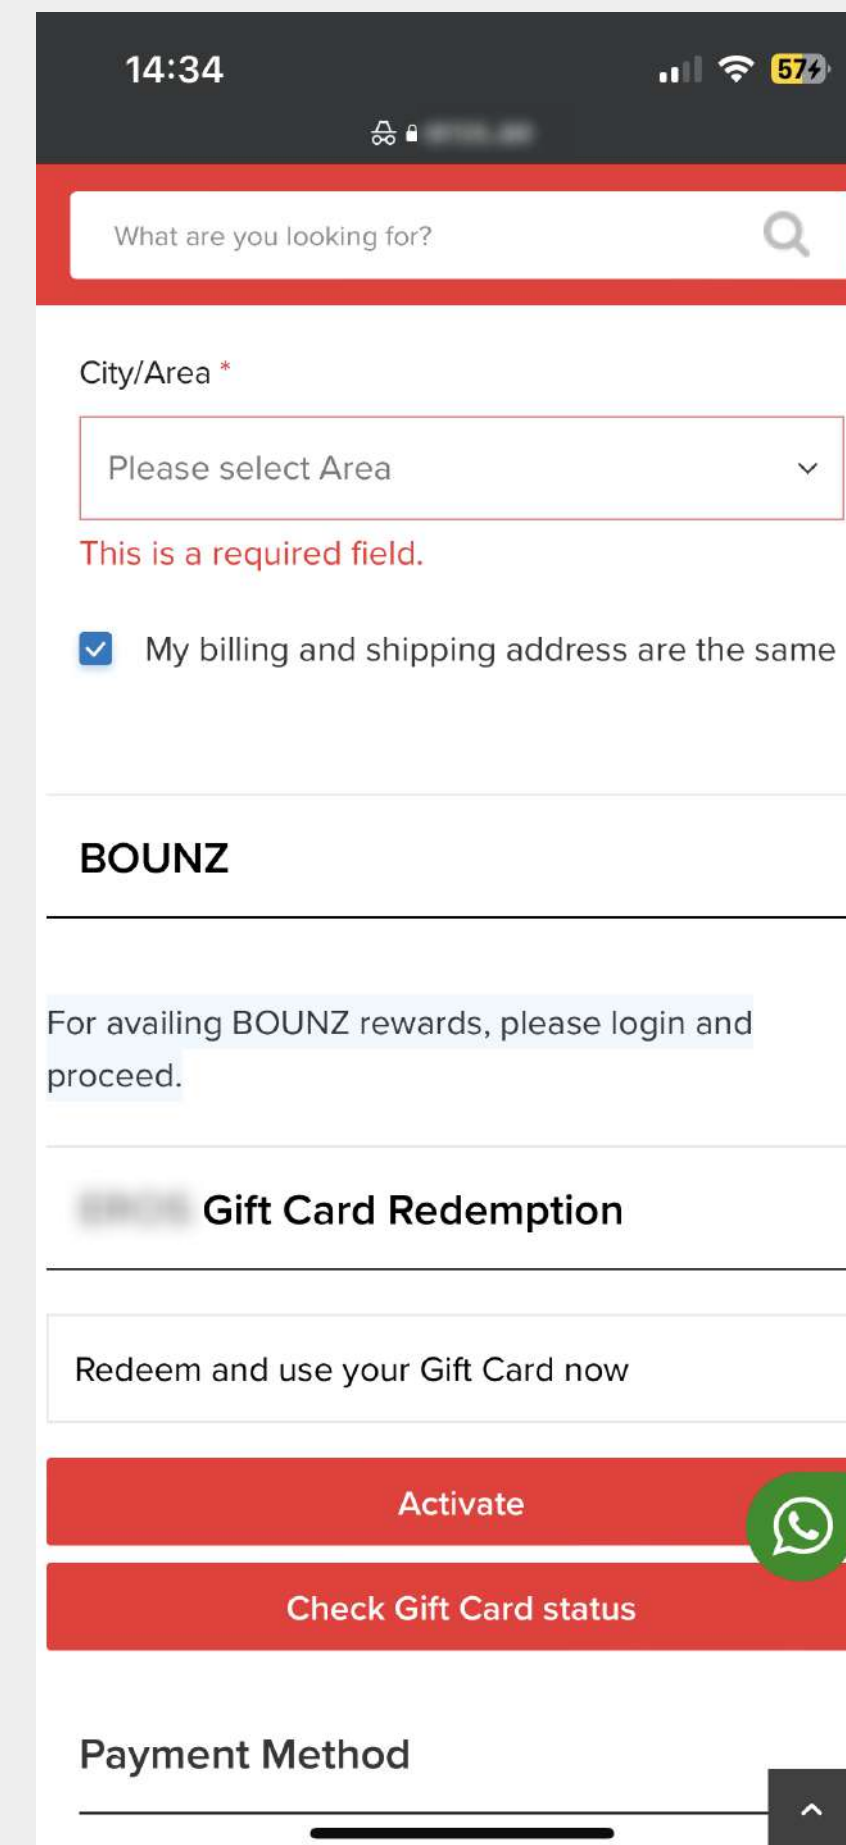 14:34
57
What are you looking for?
City/Area *
Please select Area
This is a required field.
My billing and shipping address are the same
BOUNZ
For availing BOUNZ rewards, please login and
proceed.
Gift Card Redemption
Redeem and use your Gift Card now
Activate
Check Gift Card status
Payment Method